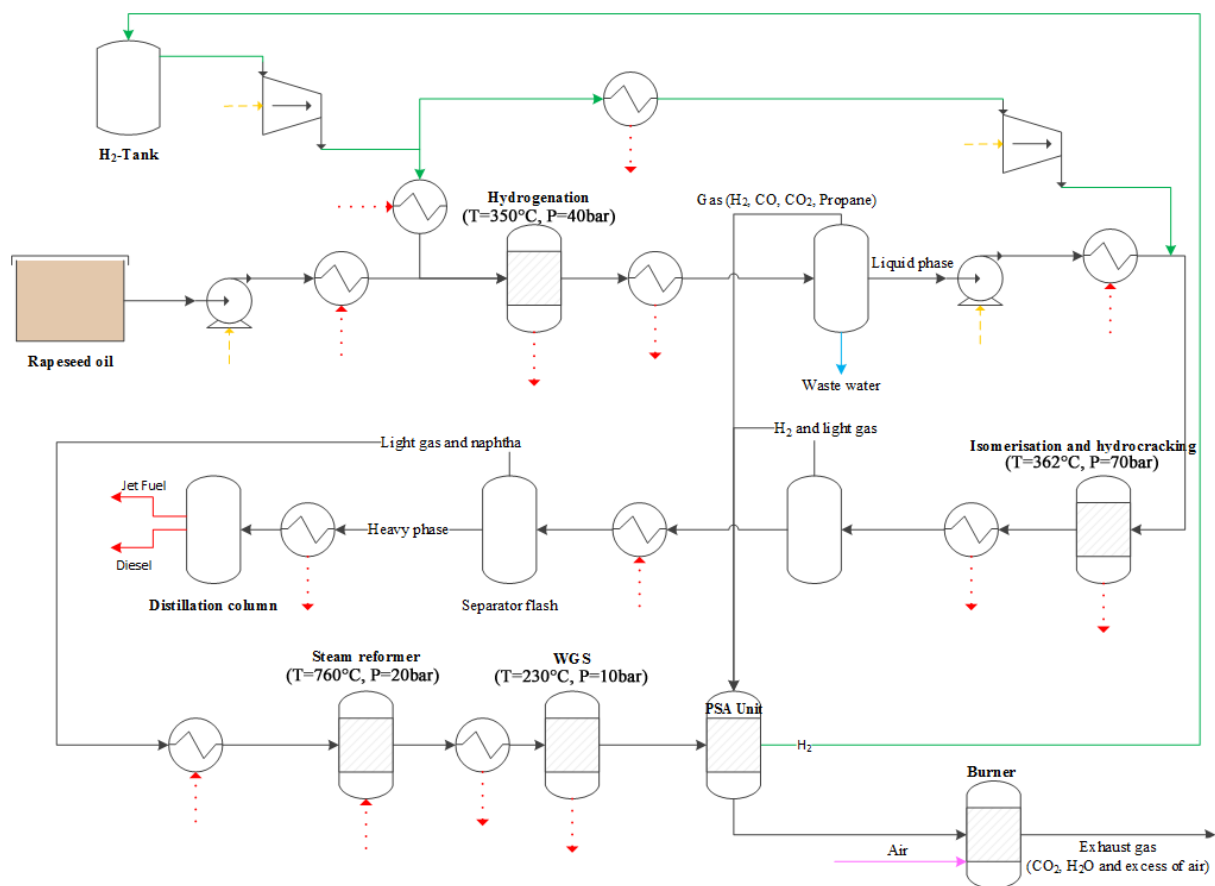 H₂-Tank
Hydrogenation
(T=350°C, P=40bar)
Gas (H₂, CO, CO₂, Propane)
Liquid phase
Rapeseed oil
Waste water
Light gas and naphtha
H₂ and light gas
Isomerisation and hydrocracking
(T=362°C, P=70bar)
Jet Fuel
Heavy phase
Diesel
Distillation column
Separator flash
Steam reformer
(T=760°C, P=20bar)
WGS
(T=230°C, P=10bar)
PSA Unit
H₂
Burner
Air
Exhaust gas
(CO₂, H₂O and excess of air)